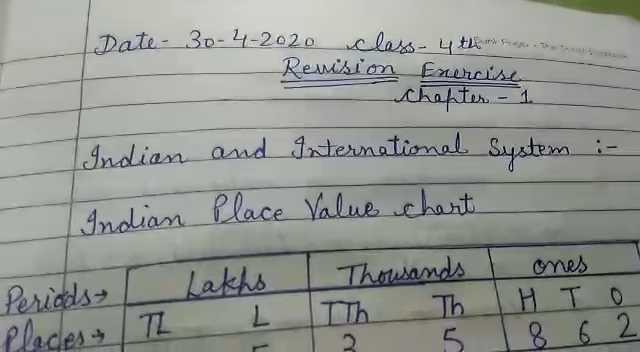 Date - 30-4-2020 class - 4th
Revision Exercise
chapter - 1
Indian and International System :-
Indian Place Value chart
Periods→ Lakhs Thousands ones
Places→ TL L TTh Th H T O
3 5 8 6 2